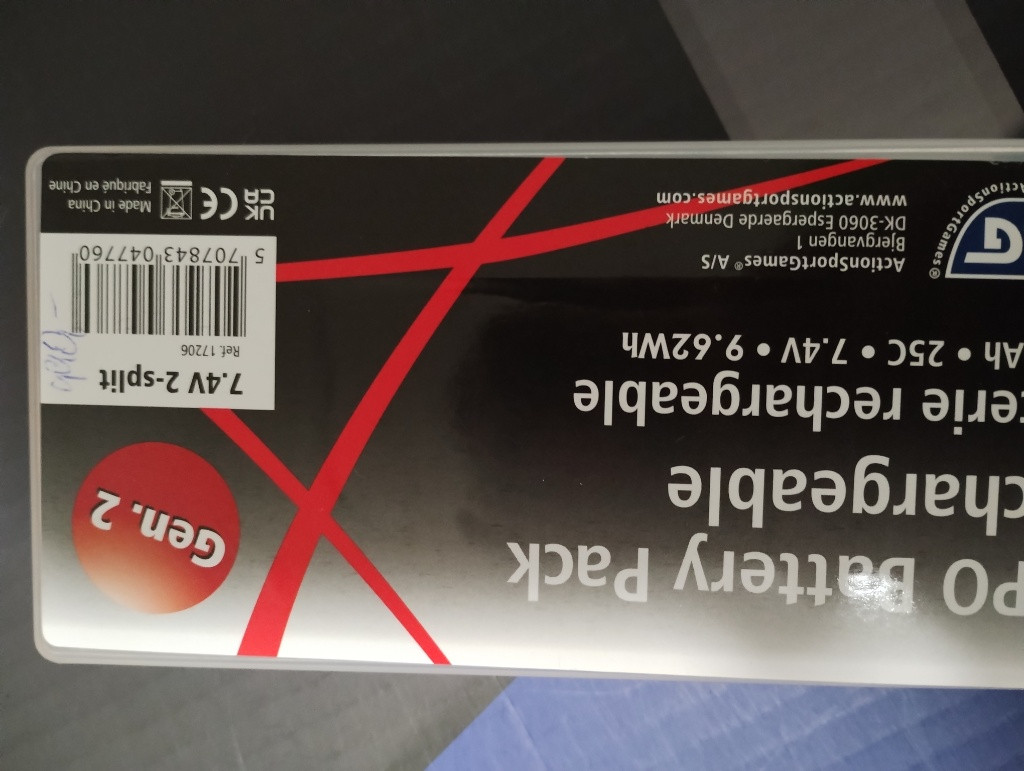 PO Battery Pack
chargeable
terie rechargeable
Ah • 25C • 7.4V • 9.62Wh
ActionSportGames® A/S
Bjergvangen 1
DK-3060 Espergaerde Denmark
www.actionsportgames.com
G
ActionSportGames®
Gen. 2
7.4V 2-split
Ref. 17206
5 707843 047760
UK
CA
CE
Made in China
Fabriqué en Chine